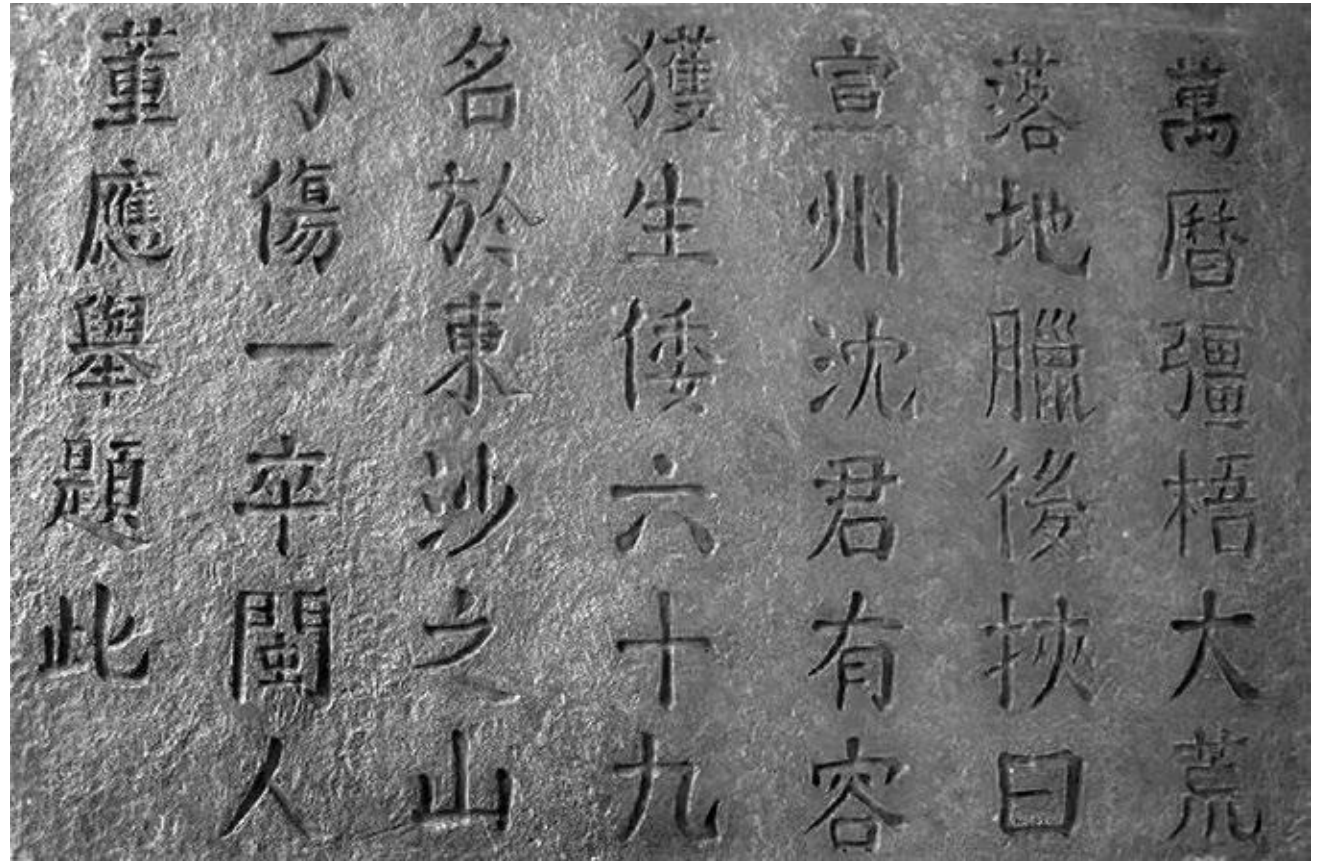 萬曆彊梧大荒
落地臘後挾日
宣州沈君有容
獲生倭六十九
名於東沙之山
不傷一卒閩人
董應舉題此